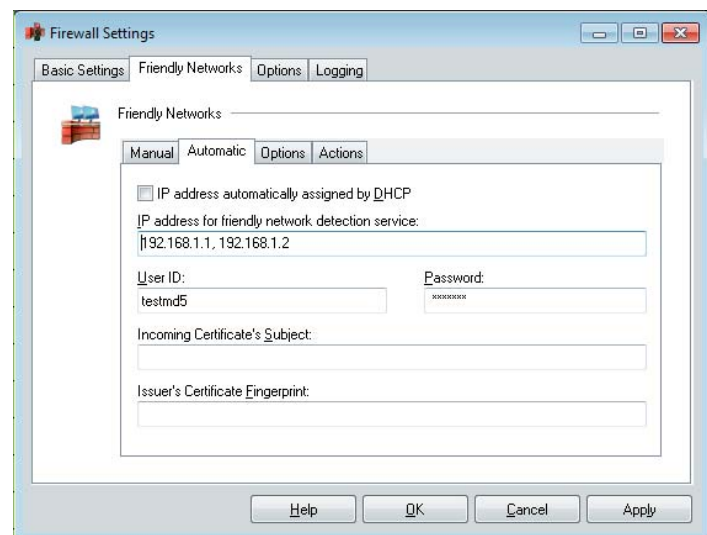 Firewall Settings
Basic Settings Friendly Networks Options Logging
Friendly Networks
Manual Automatic Options Actions
IP address automatically assigned by DHCP
IP address for friendly network detection service:
192.168.1.1, 192.168.1.2
User ID: Password:
testmd5 *******
Incoming Certificate's Subject:
Issuer's Certificate Fingerprint:
Help OK Cancel Apply